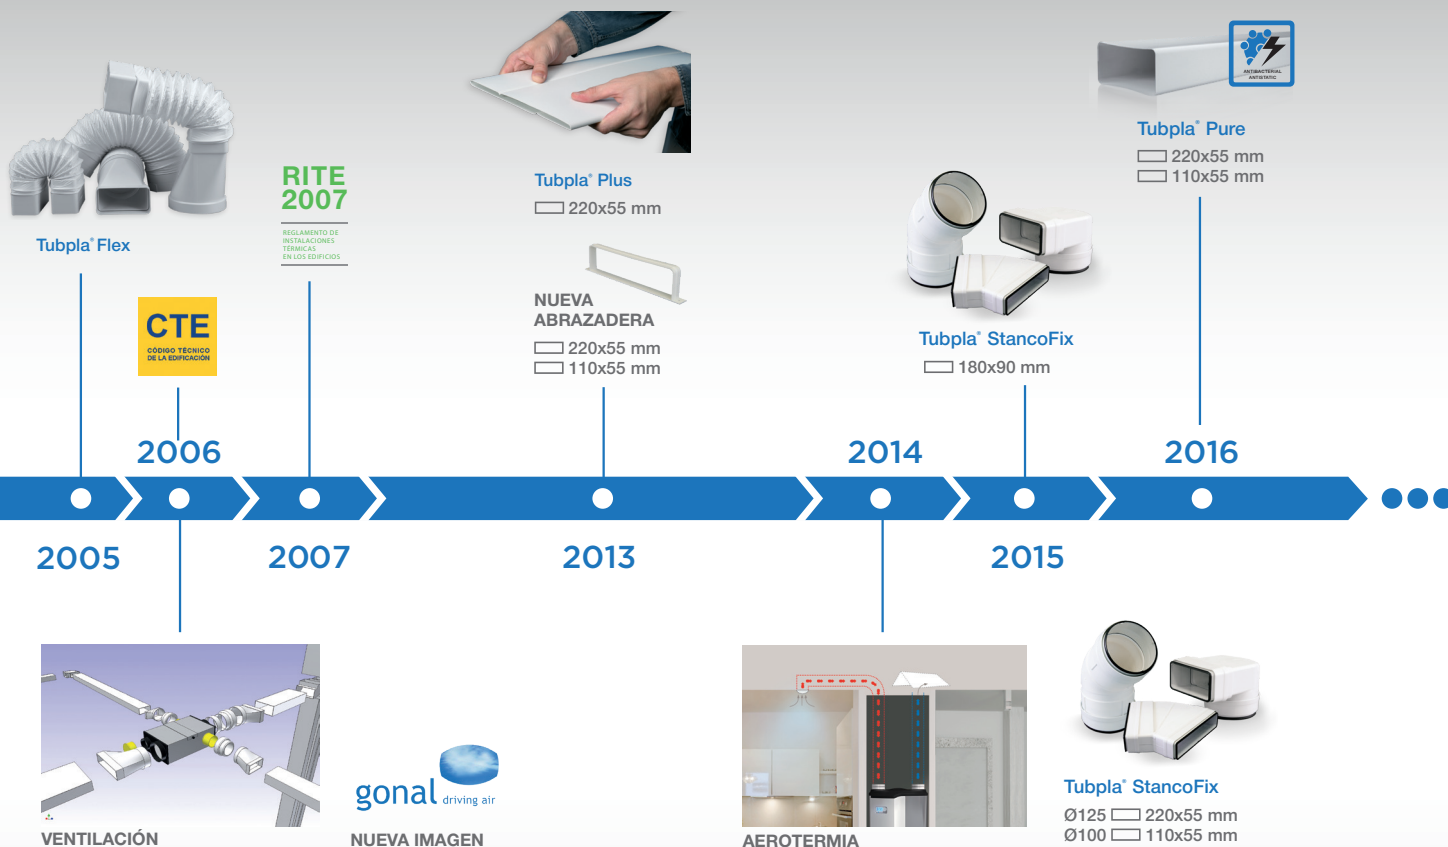 ANTIBACTERIAL
ANTISTATIC
Tubpla® Pure
220x55 mm
110x55 mm
RITE
2007
REGLAMENTO DE
INSTALACIONES
TÉRMICAS
EN LOS EDIFICIOS
Tubpla® Plus
220x55 mm
Tubpla® Flex
NUEVA
ABRAZADERA
220x55 mm
110x55 mm
CTE
CÓDIGO TÉCNICO
DE LA EDIFICACIÓN
Tubpla® StancoFix
180x90 mm
2006
2014
2016
2005
2007
2013
2015
gonal driving air
VENTILACIÓN
NUEVA IMAGEN
AEROTERMIA
Tubpla® StancoFix
Ø125 220x55 mm
Ø100 110x55 mm